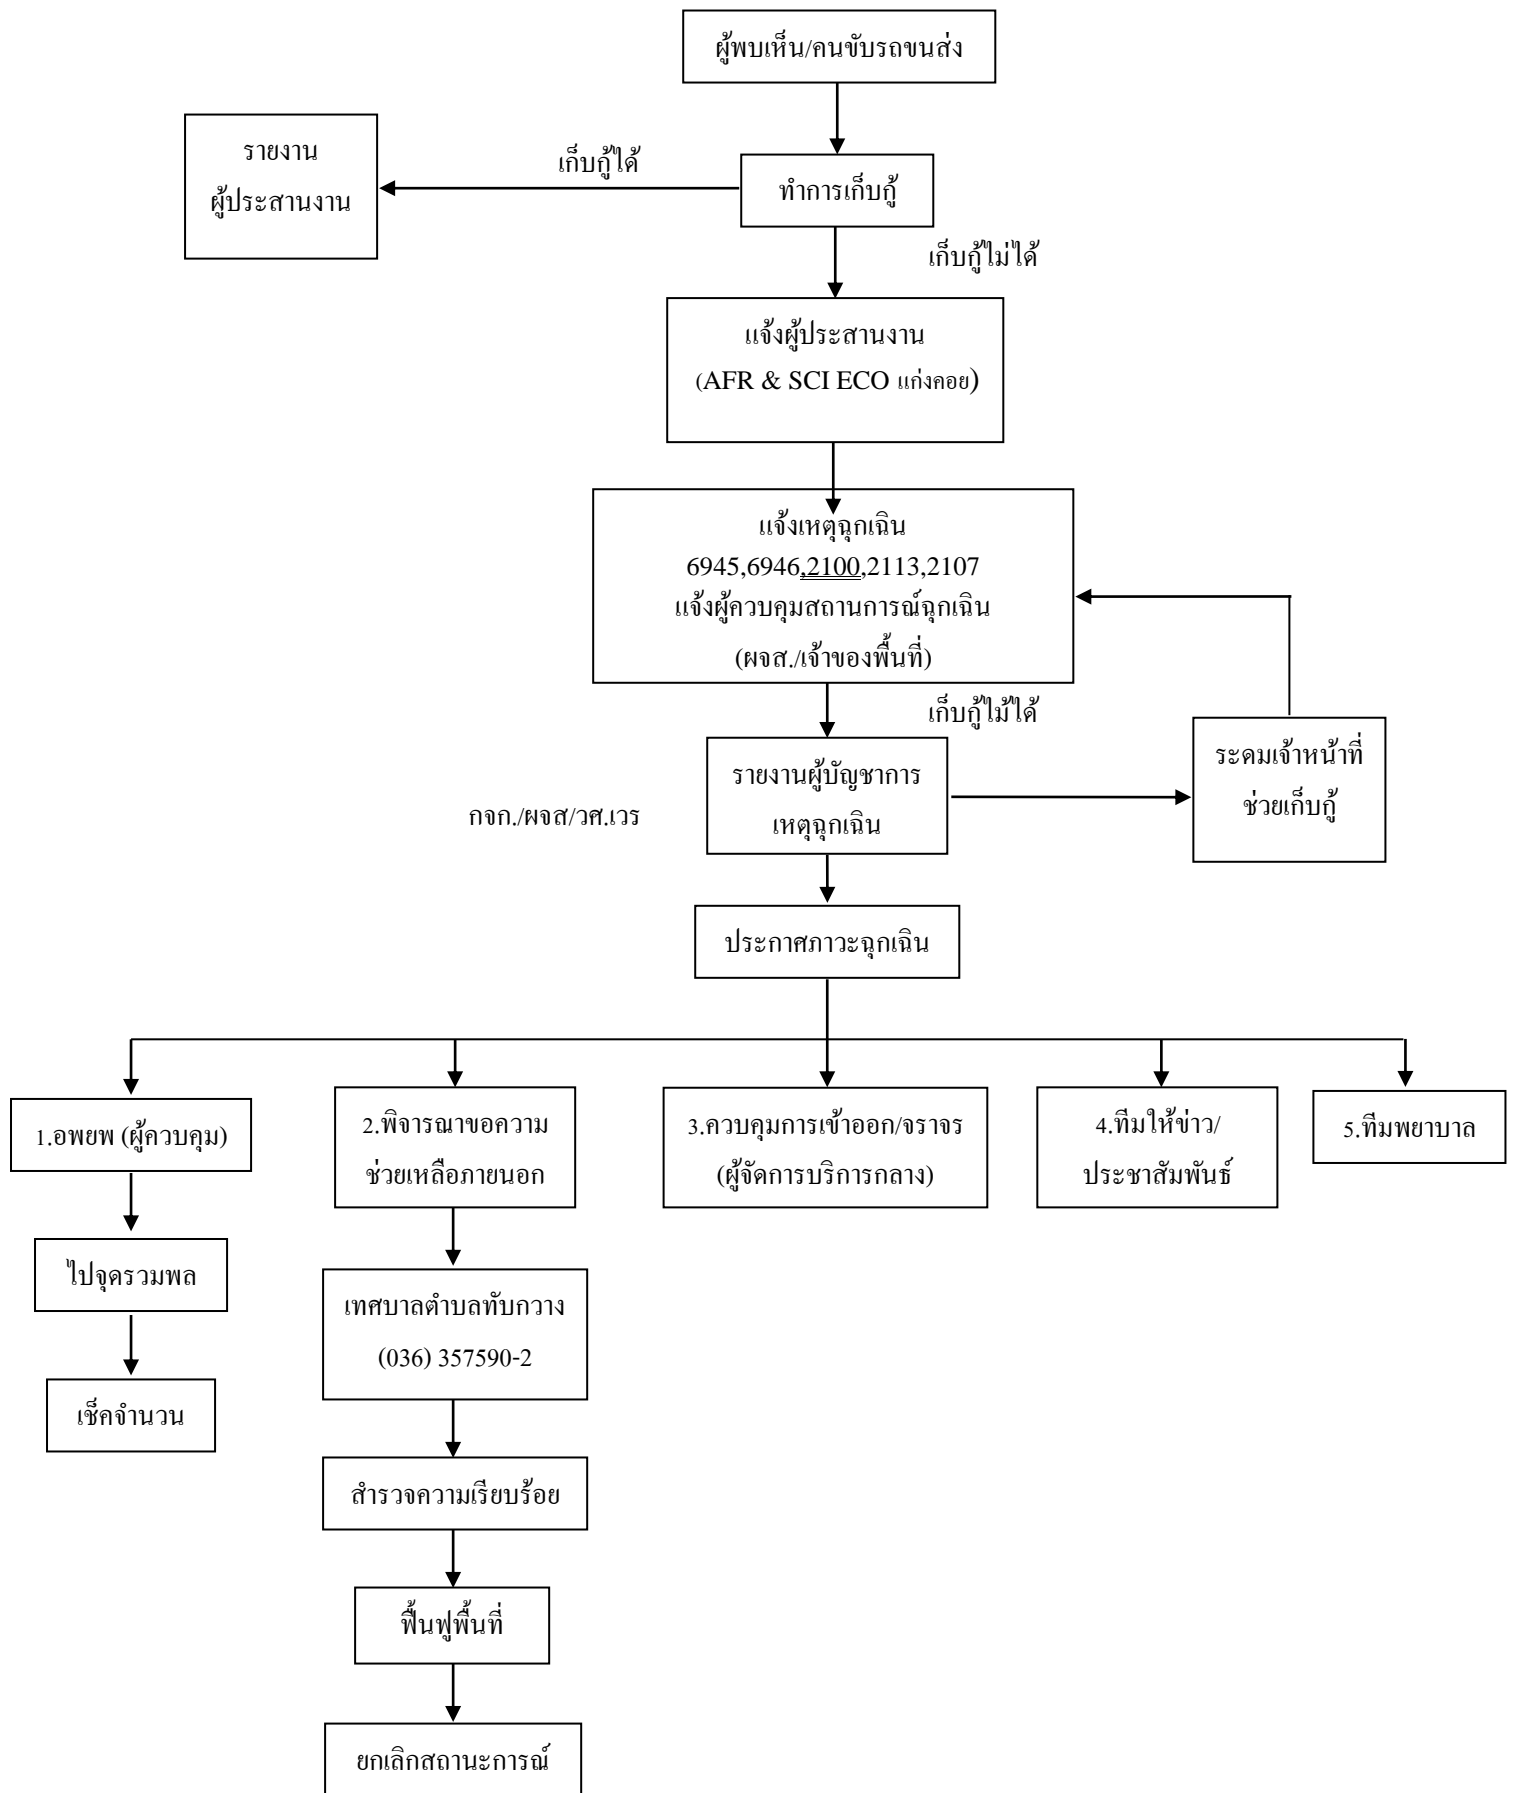 ผู้พบเห็น/คนขับรถขนส่ง
รายงาน
ผู้ประสานงาน
เก็บกู้ได้
ทำการเก็บกู้
เก็บกู้ไม่ได้
แจ้งผู้ประสานงาน
(AFR & SCI ECO แก่งคอย)
แจ้งเหตุฉุกเฉิน
6945,6946,2100,2113,2107
แจ้งผู้ควบคุมสถานการณ์ฉุกเฉิน
(ผจส./เจ้าของพื้นที่)
เก็บกู้ไม้ได้
รายงานผู้บัญชาการ
เหตุฉุกเฉิน
กจก./ผจส/วศ.เวร
ระดมเจ้าหน้าที่
ช่วยเก็บกู้
ประกาศภาวะฉุกเฉิน
1.อพยพ (ผู้ควบคุม)
2.พิจารณาขอความ
ช่วยเหลือภายนอก
3.ควบคุมการเข้าออก/จราจร
(ผู้จัดการบริการกลาง)
4.ทีมให้ข่าว/
ประชาสัมพันธ์
5.ทีมพยาบาล
ไปจุดรวมพล
เทศบาลตำบลทับกวาง
(036) 357590-2
เช็คจำนวน
สำรวจความเรียบร้อย
ฟื้นฟูพื้นที่
ยกเลิกสถานะการณ์